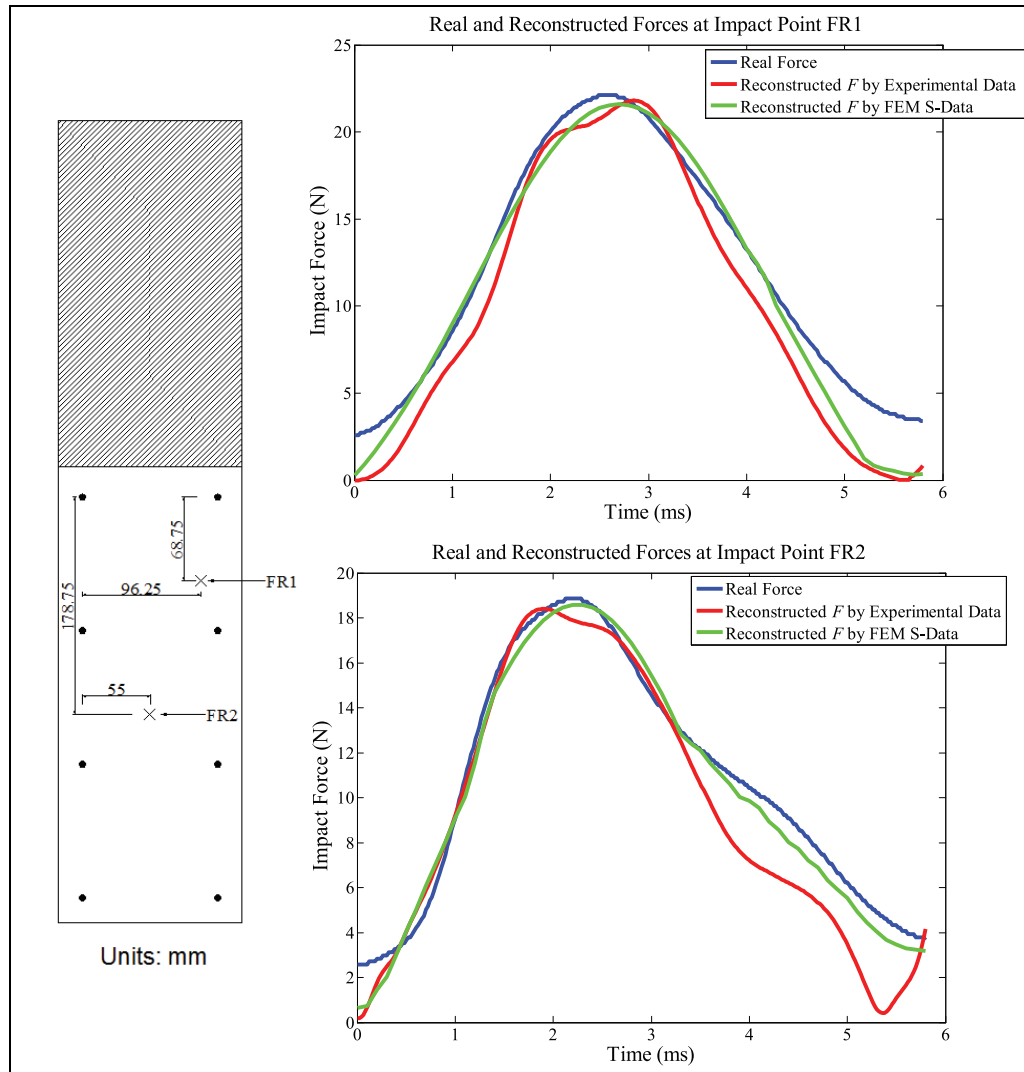 Real and Reconstructed Forces at Impact Point FR1
25
20
15
10
5
0
0 1 2 3 4 5 6
Impact Force (N)
Time (ms)
Real Force
Reconstructed F by Experimental Data
Reconstructed F by FEM S-Data
68.75
178.75
96.25
FR1
55
FR2
Units: mm
Real and Reconstructed Forces at Impact Point FR2
20
18
16
14
12
10
8
6
4
2
0
0 1 2 3 4 5 6
Impact Force (N)
Time (ms)
Real Force
Reconstructed F by Experimental Data
Reconstructed F by FEM S-Data